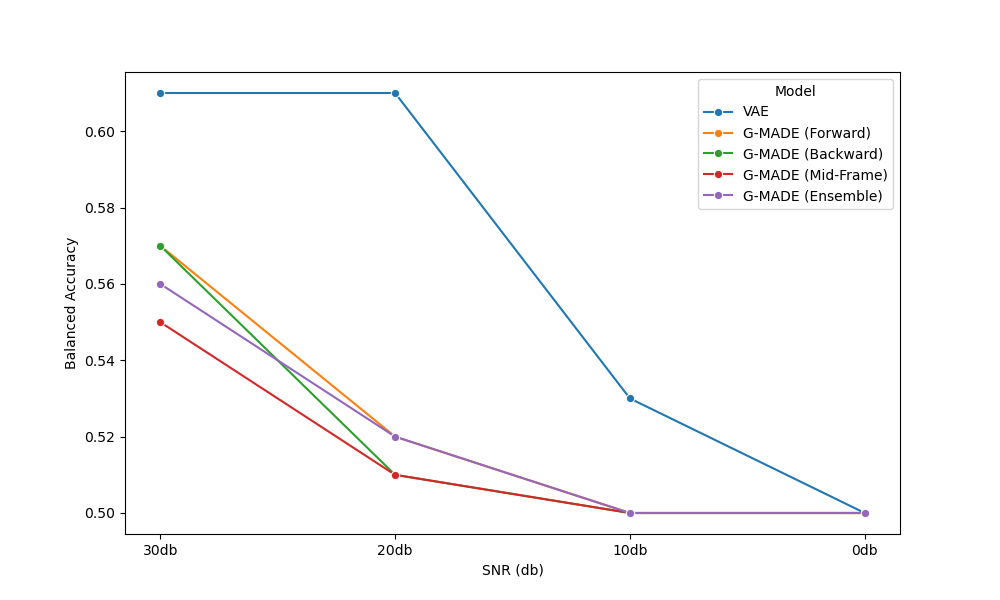 Model
VAE
G-MADE (Forward)
G-MADE (Backward)
G-MADE (Mid-Frame)
G-MADE (Ensemble)
Balanced Accuracy
0.60
0.58
0.56
0.54
0.52
0.50
30db 20db 10db 0db
SNR (db)